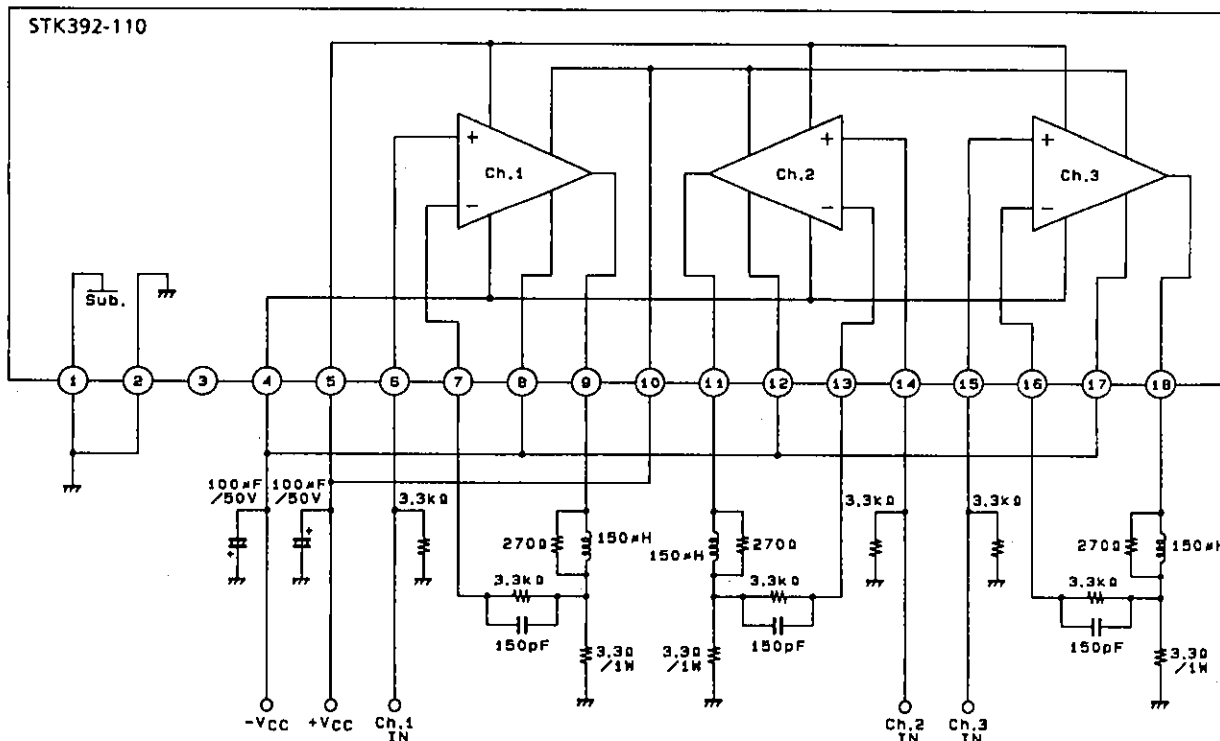 STK392-110
+ + +
Ch.1 Ch.2 Ch.3
− − −
Sub.
1 2 3 4 5 6 7 8 9 10 11 12 13 14 15 16 17 18
100μF
/50V
100μF
/50V
3.3kΩ
3.3kΩ
3.3kΩ
270Ω
150μH
150μH
270Ω
270Ω
150μH
3.3kΩ
3.3kΩ
3.3kΩ
150pF
150pF
150pF
3.3Ω
/1W
3.3Ω
/1W
3.3Ω
/1W
-VCC
+VCC
Ch.1
IN
Ch.2
IN
Ch.3
IN